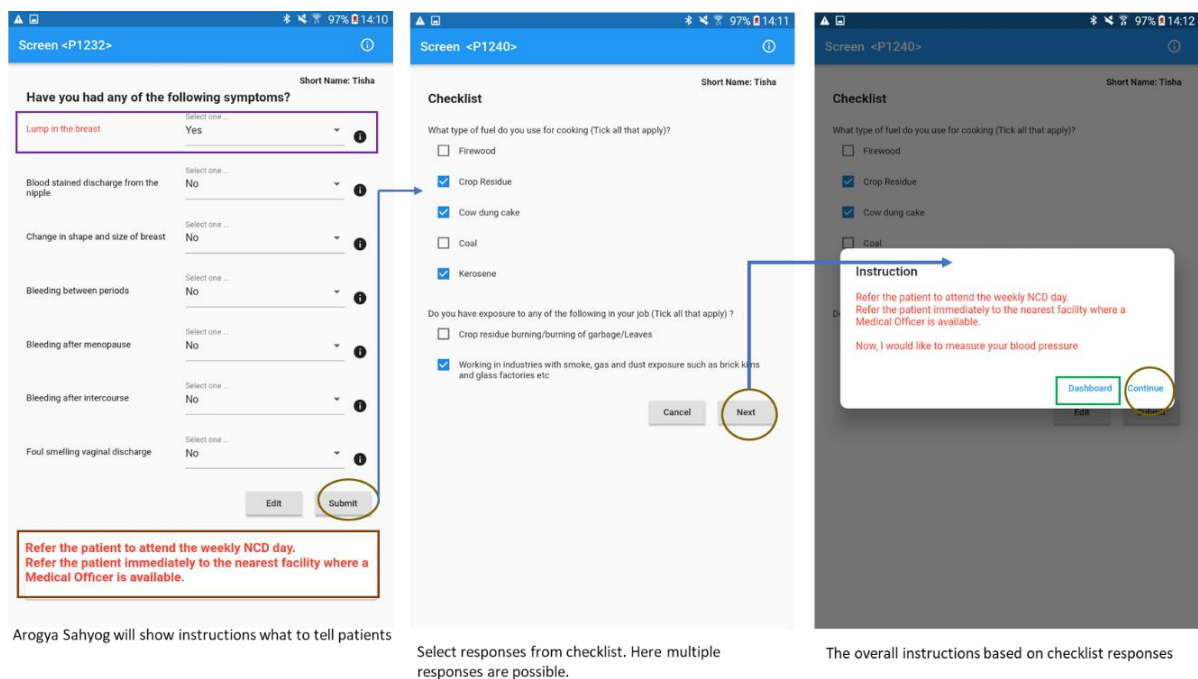 97% 14:10
Screen <P1232>
Short Name: Tisha
Have you had any of the following symptoms?
Select one ...
Lump in the breast
Yes
Select one ...
Blood stained discharge from the
nipple
No
Select one ...
Change in shape and size of breast
No
Select one ...
Bleeding between periods
No
Select one ...
Bleeding after menopause
No
Select one ...
Bleeding after intercourse
No
Select one ...
Foul smelling vaginal discharge
No
Edit
Submit
Refer the patient to attend the weekly NCD day.
Refer the patient immediately to the nearest facility where a
Medical Officer is available.
Arogya Sahyog will show instructions what to tell patients
97% 14:11
Screen <P1240>
Short Name: Tisha
Checklist
What type of fuel do you use for cooking (Tick all that apply)?
Firewood
Crop Residue
Cow dung cake
Coal
Kerosene
Do you have exposure to any of the following in your job (Tick all that apply) ?
Crop residue burning/burning of garbage/Leaves
Working in industries with smoke, gas and dust exposure such as brick kilns
and glass factories etc
Cancel
Next
Select responses from checklist. Here multiple
responses are possible.
97% 14:12
Screen <P1240>
Short Name: Tisha
Checklist
What type of fuel do you use for cooking (Tick all that apply)?
Firewood
Crop Residue
Cow dung cake
Coal
Instruction
Refer the patient to attend the weekly NCD day.
Refer the patient immediately to the nearest facility where a
Medical Officer is available.
Now, I would like to measure your blood pressure
Dashboard
Continue
Edit
Submit
The overall instructions based on checklist responses